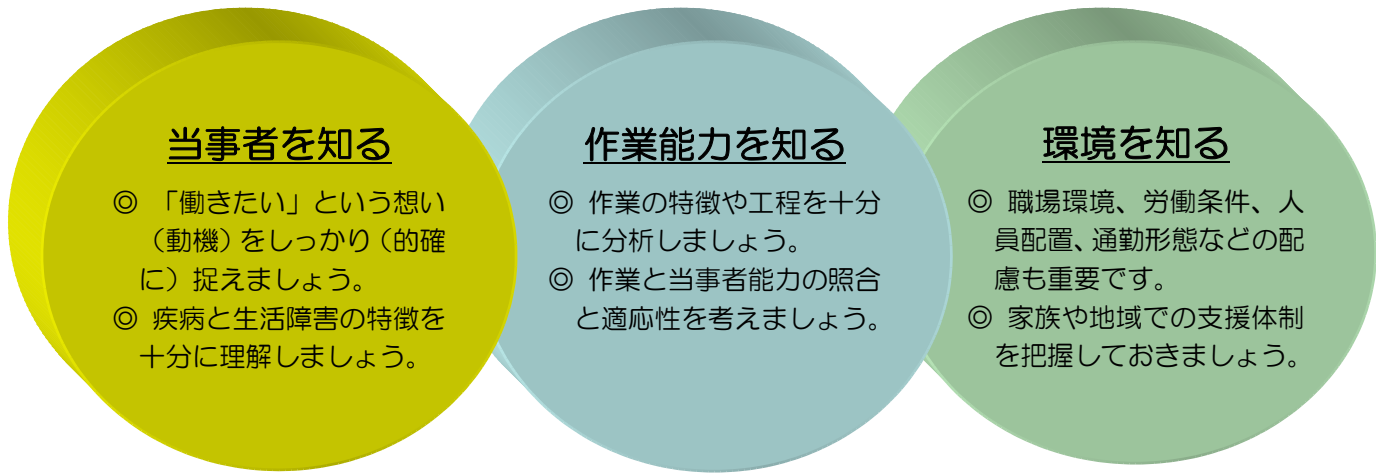 当事者を知る
◎ 「働きたい」という想い
(動機)をしっかり(的確
に)捉えましょう。
◎ 疾病と生活障害の特徴を
十分に理解しましょう。
作業能力を知る
◎ 作業の特徴や工程を十分
に分析しましょう。
◎ 作業と当事者能力の照合
と適応性を考えましょう。
環境を知る
◎ 職場環境、労働条件、人
員配置、通勤形態などの配
慮も重要です。
◎ 家族や地域での支援体制
を把握しておきましょう。